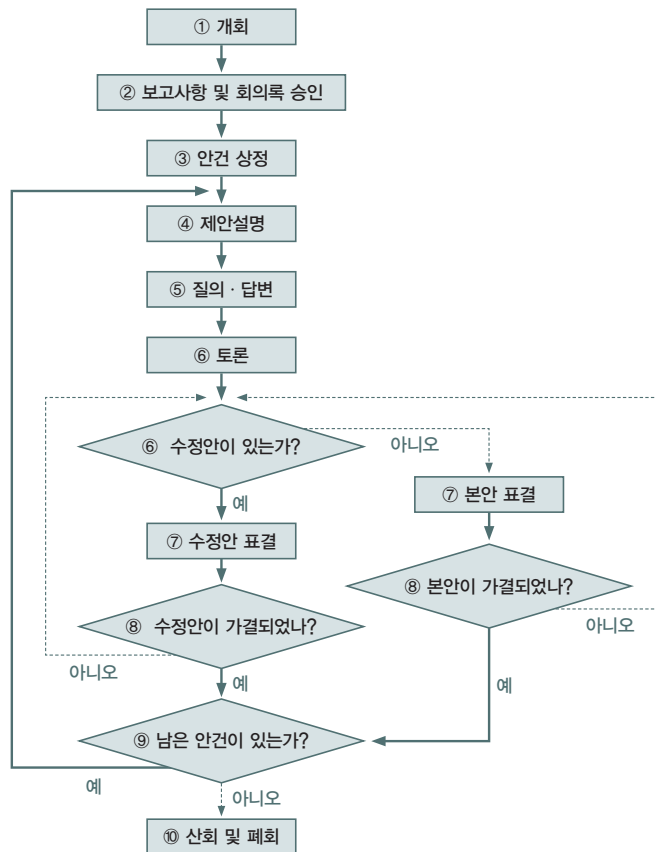 ① 개회
② 보고사항 및 회의록 승인
③ 안건 상정
④ 제안설명
⑤ 질의 · 답변
⑥ 토론
⑥ 수정안이 있는가?
아니오
예
⑦ 본안 표결
⑦ 수정안 표결
⑧ 본안이 가결되었나?
⑧ 수정안이 가결되었나?
아니오
아니오
예
예
⑨ 남은 안건이 있는가?
예
아니오
⑩ 산회 및 폐회